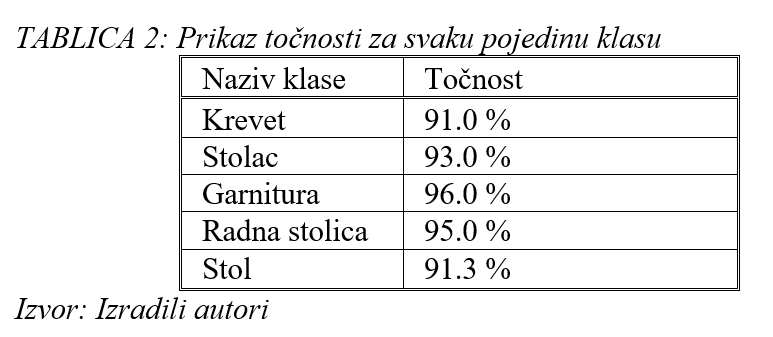 TABLICA 2: Prikaz točnosti za svaku pojedinu klasu
Naziv klase Točnost
Krevet 91.0 %
Stolac 93.0 %
Garnitura 96.0 %
Radna stolica 95.0 %
Stol 91.3 %
Izvor: Izradili autori